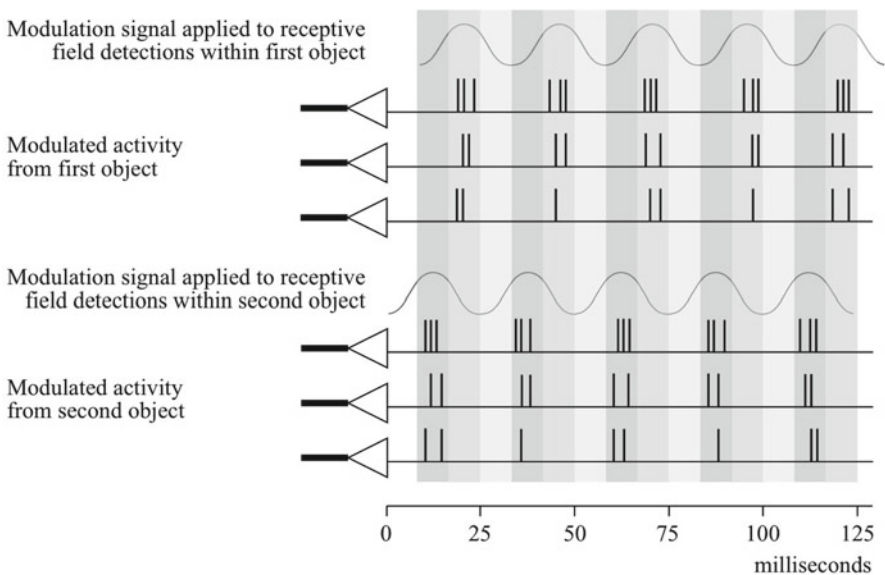 Modulation signal applied to receptive
field detections within first object
Modulated activity
from first object
Modulation signal applied to receptive
field detections within second object
Modulated activity
from second object
0 25 50 75 100 125
milliseconds